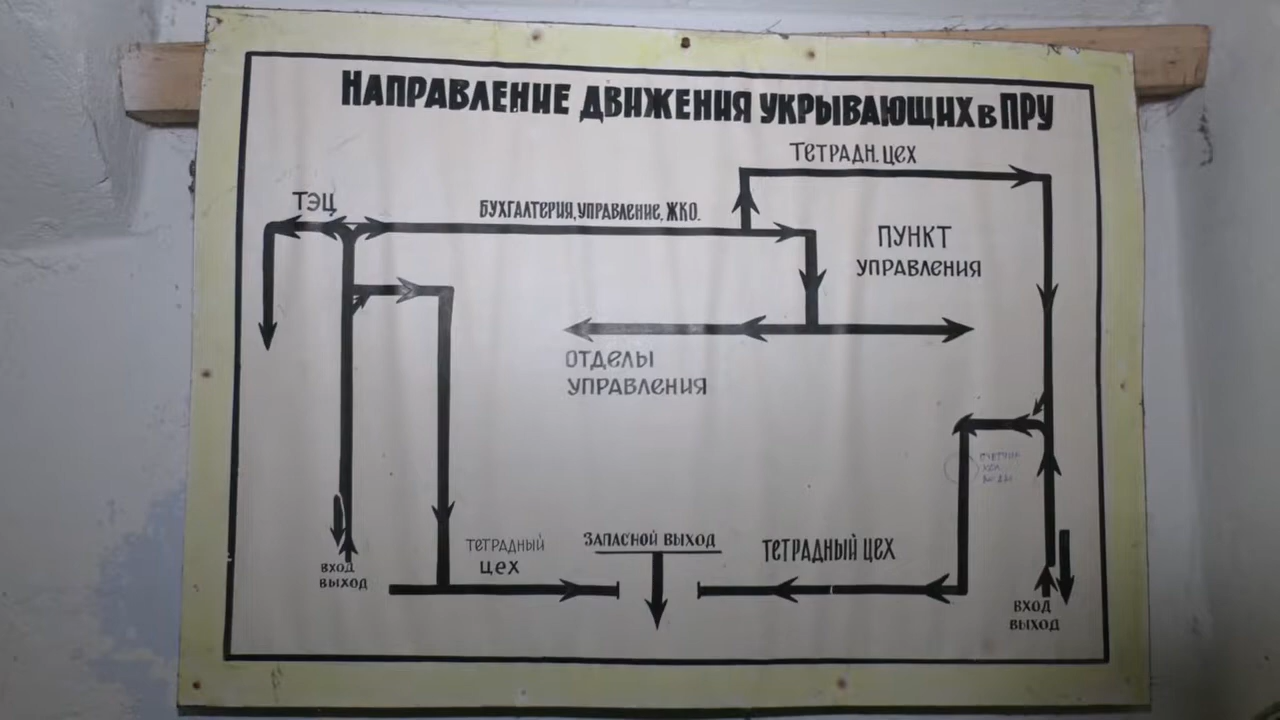 НАПРАВЛЕНИЕ ДВИЖЕНИЯ УКРЫВАЮЩИХ В ПРУ
ТЕТРАДН. ЦЕХ
ТЭЦ
БУХГАЛТЕРИЯ, УПРАВЛЕНИЕ, ЖКО.
ПУНКТ
УПРАВЛЕНИЯ
ОТДЕЛЫ
УПРАВЛЕНИЯ
ТЕТРАДНЫЙ
ЦЕХ
ЗАПАСНОЙ ВЫХОД
ТЕТРАДНЫЙ ЦЕХ
ВХОД
ВЫХОД
ВХОД
ВЫХОД